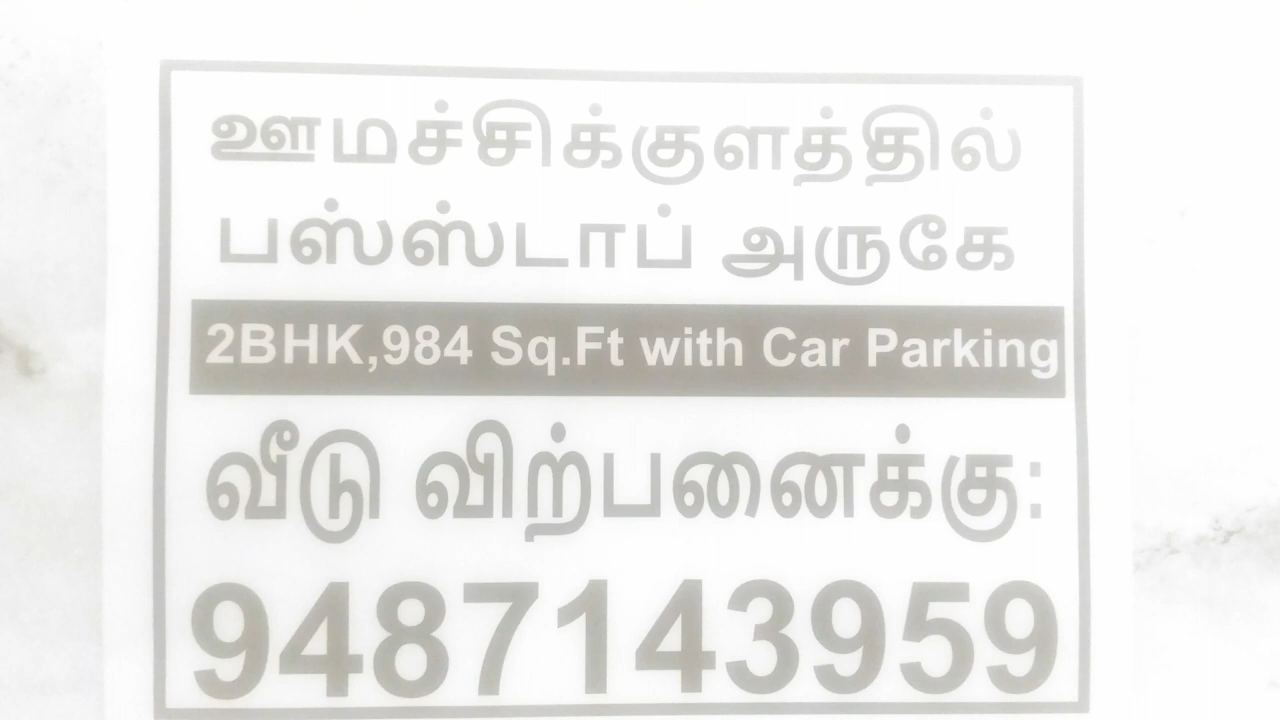 ஊமச்சிக்குளத்தில்
பஸ்ஸ்டாப் அருகே
2BHK,984 Sq.Ft with Car Parking
வீடு விற்பனைக்கு:
9487143959